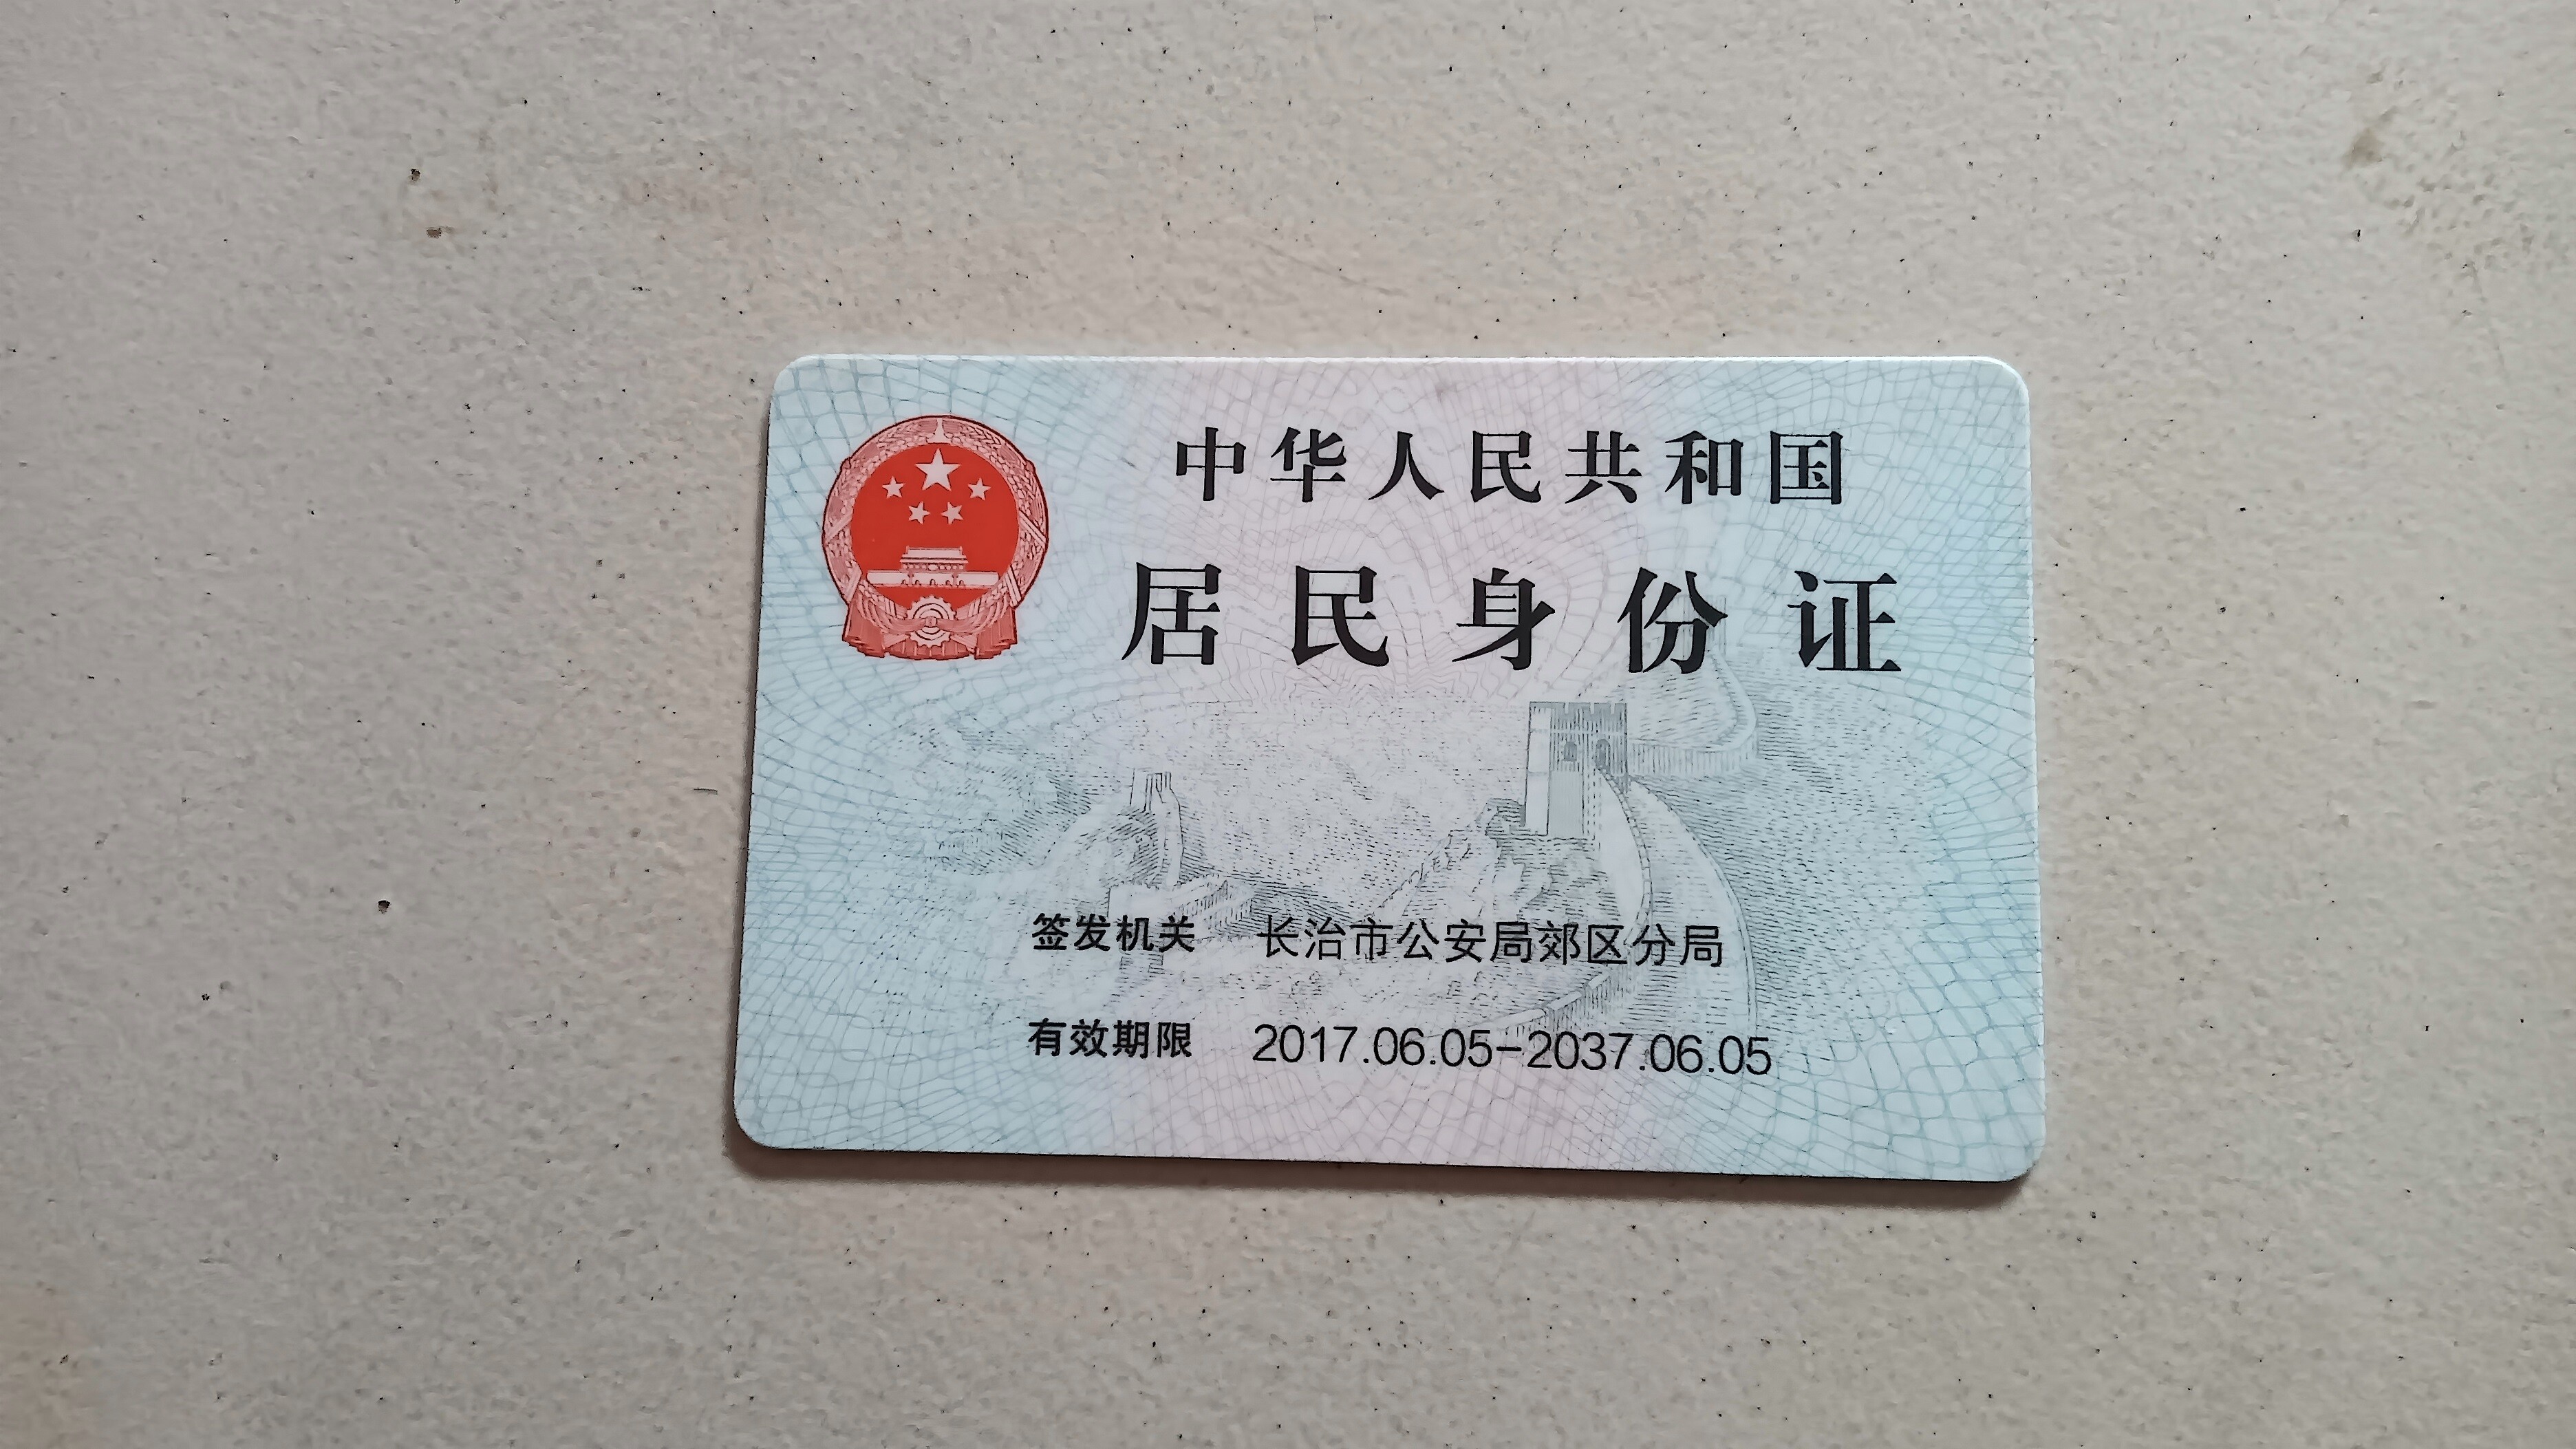 中华人民共和国
居民身份证
签发机关 长治市公安局郊区分局
有效期限 2017.06.05-2037.06.05